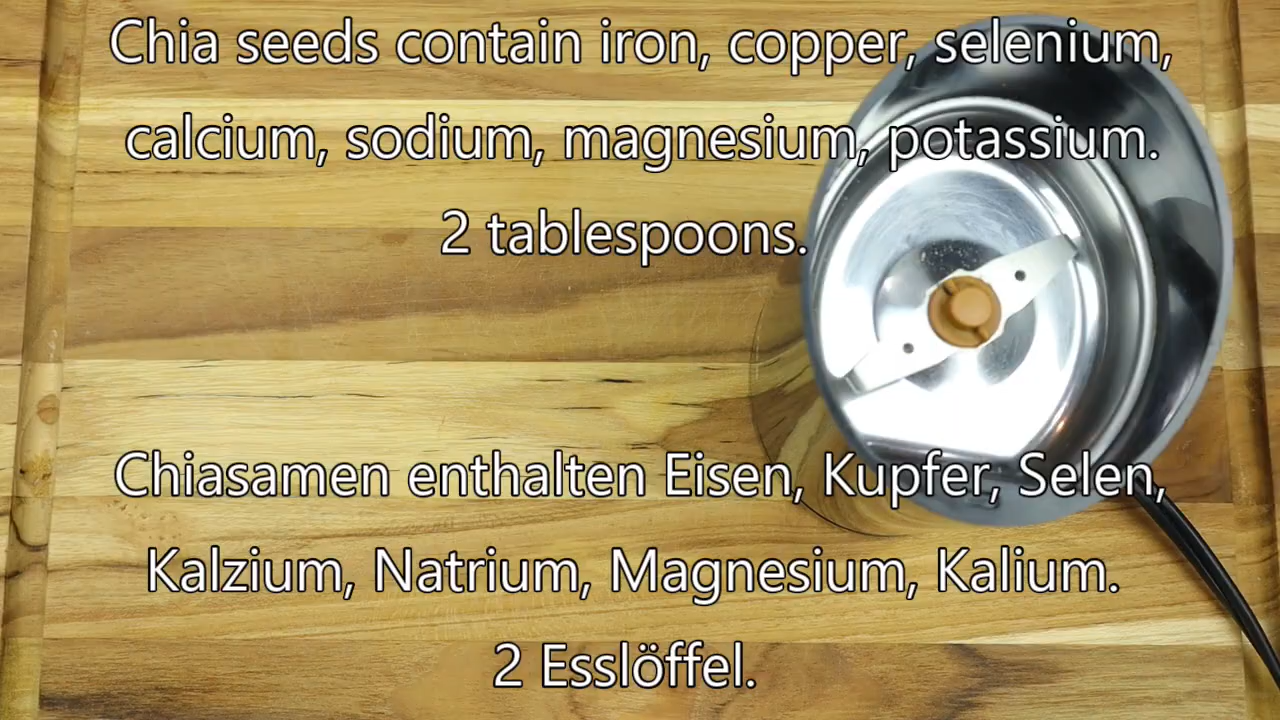 Chia seeds contain iron, copper, selenium,
calcium, sodium, magnesium, potassium.
2 tablespoons.
Chiasamen enthalten Eisen, Kupfer, Selen,
Kalzium, Natrium, Magnesium, Kalium.
2 Esslöffel.